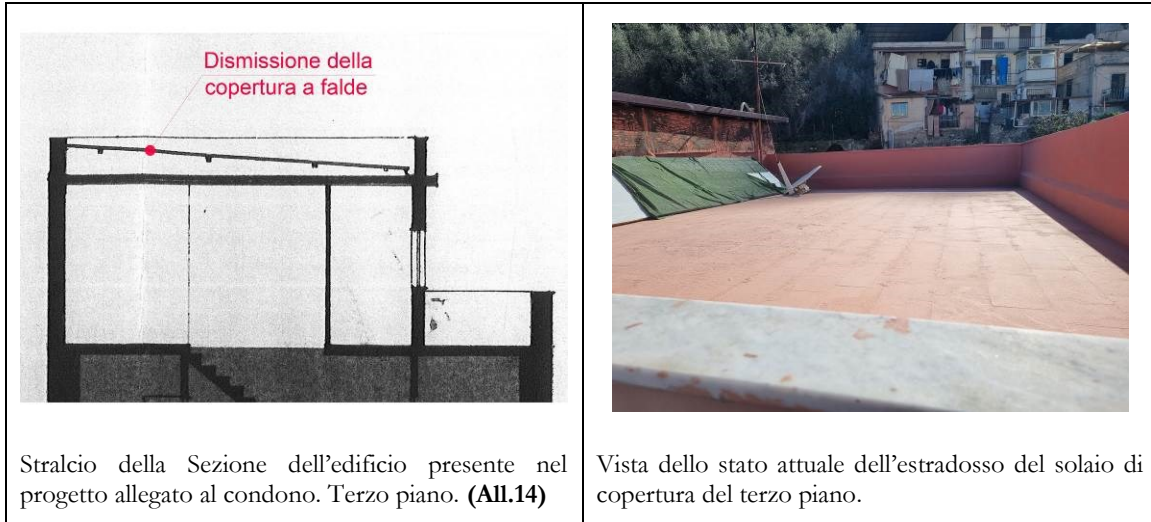 Dismissione della
copertura a falde
Stralcio della Sezione dell'edificio presente nel
progetto allegato al condono. Terzo piano. (All.14)
Vista dello stato attuale dell'estradosso del solaio di
copertura del terzo piano.